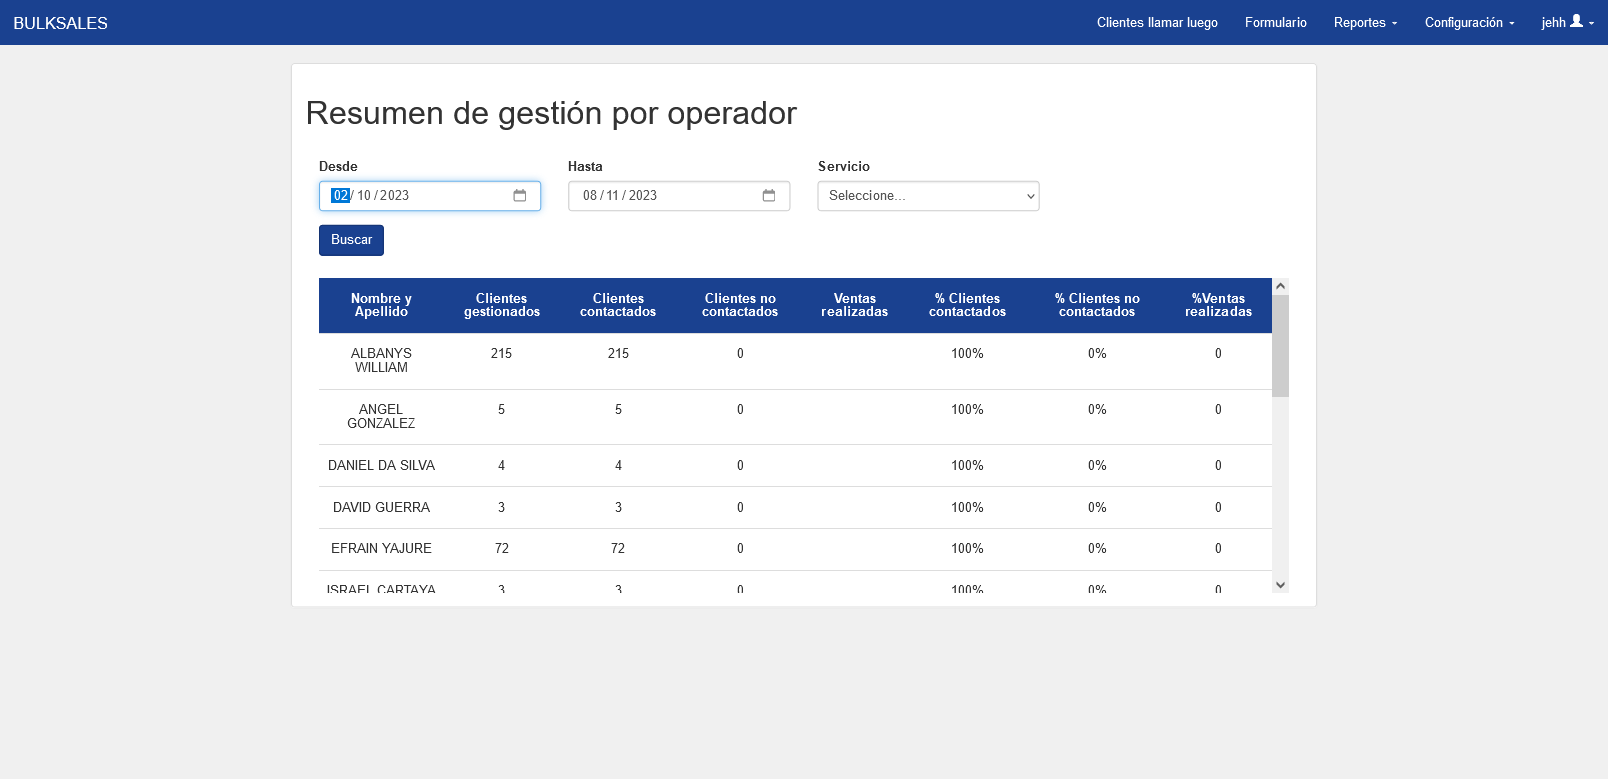 BULKSALES Clientes llamar luego Formulario Reportes Configuración jehh
Resumen de gestión por operador
Desde Hasta Servicio
02/10/2023 08/11/2023 Seleccione...
Buscar
Nombre y Apellido Clientes gestionados Clientes contactados Clientes no contactados Ventas realizadas % Clientes contactados % Clientes no contactados %Ventas realizadas
ALBANYS WILLIAM 215 215 0 100% 0% 0
ANGEL GONZALEZ 5 5 0 100% 0% 0
DANIEL DA SILVA 4 4 0 100% 0% 0
DAVID GUERRA 3 3 0 100% 0% 0
EFRAIN YAJURE 72 72 0 100% 0% 0
ISRAEL CARTAYA 3 3 0 100% 0% 0